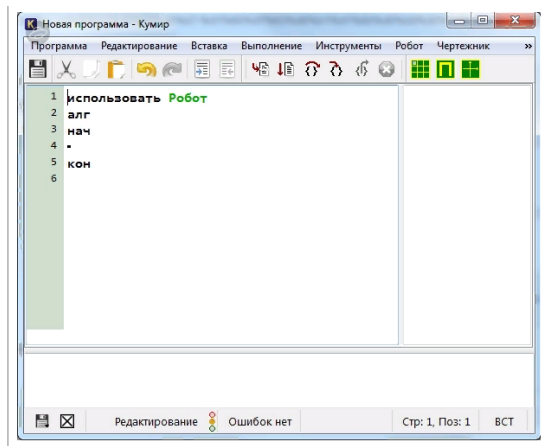 Новая программа - Кумир
Программа Редактирование Вставка Выполнение Инструменты Робот Чертежник »
1 использовать Робот
2 алг
3 нач
4 .
5 кон
6
Редактирование Ошибок нет Стр: 1, Поз: 1 ВСТ